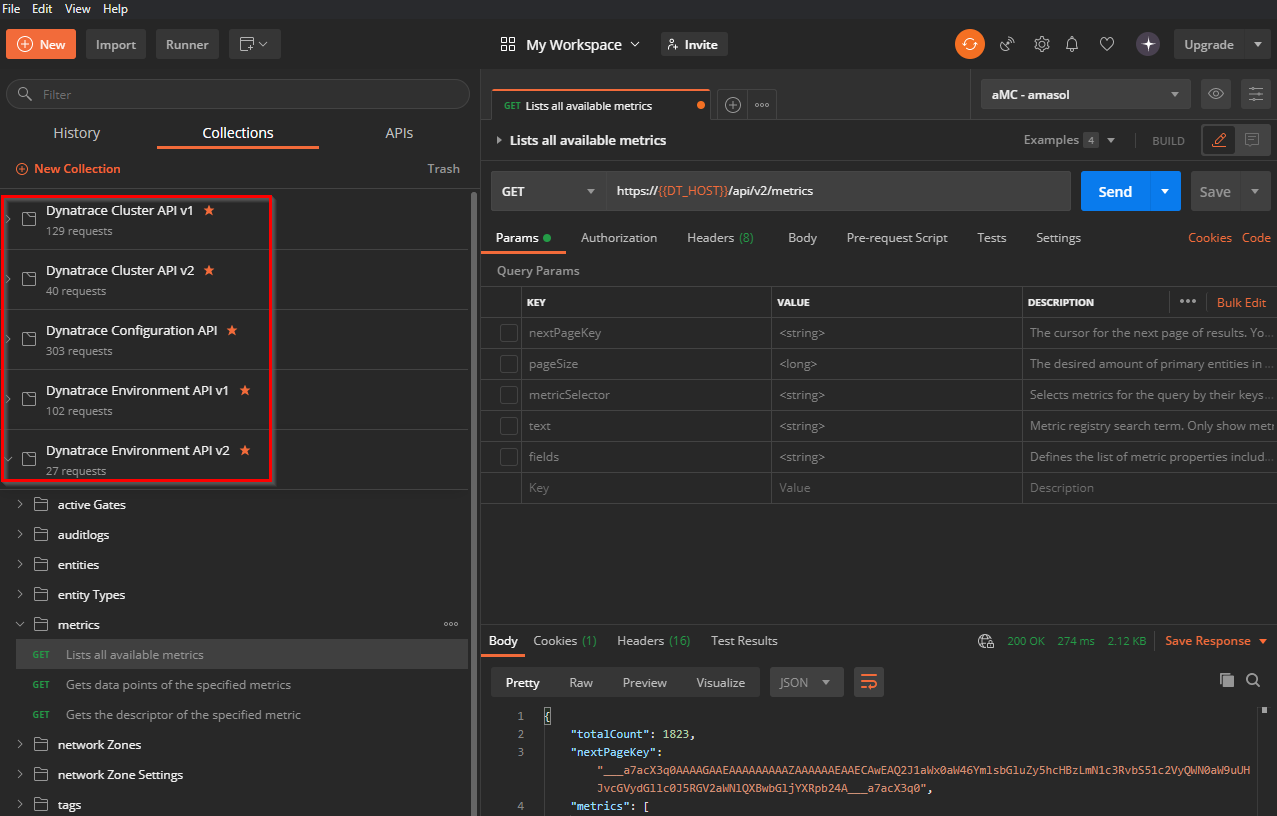 File Edit View Help
New Import Runner My Workspace Invite Upgrade
Filter
GET Lists all available metrics
aMC - amasol
History Collections APIs
Lists all available metrics Examples 4 BUILD
New Collection Trash
GET https://{{DT_HOST}}/api/v2/metrics Send Save
Dynatrace Cluster API v1
129 requests
Dynatrace Cluster API v2
40 requests
Dynatrace Configuration API
303 requests
Dynatrace Environment API v1
102 requests
Dynatrace Environment API v2
27 requests
active Gates
auditlogs
entities
entity Types
metrics
GET Lists all available metrics
GET Gets data points of the specified metrics
GET Gets the descriptor of the specified metric
network Zones
network Zone Settings
tags
Params Authorization Headers (8) Body Pre-request Script Tests Settings Cookies Code
Query Params
KEY VALUE DESCRIPTION Bulk Edit
nextPageKey <string> The cursor for the next page of results. Yo...
pageSize <long> The desired amount of primary entities in ...
metricSelector <string> Selects metrics for the query by their keys...
text <string> Metric registry search term. Only show metr
fields <string> Defines the list of metric properties includ...
Key Value Description
Body Cookies (1) Headers (16) Test Results 200 OK 274 ms 2.12 KB Save Response
Pretty Raw Preview Visualize JSON
1 {
2 "totalCount": 1823,
3 "nextPageKey":
4 "metrics": [